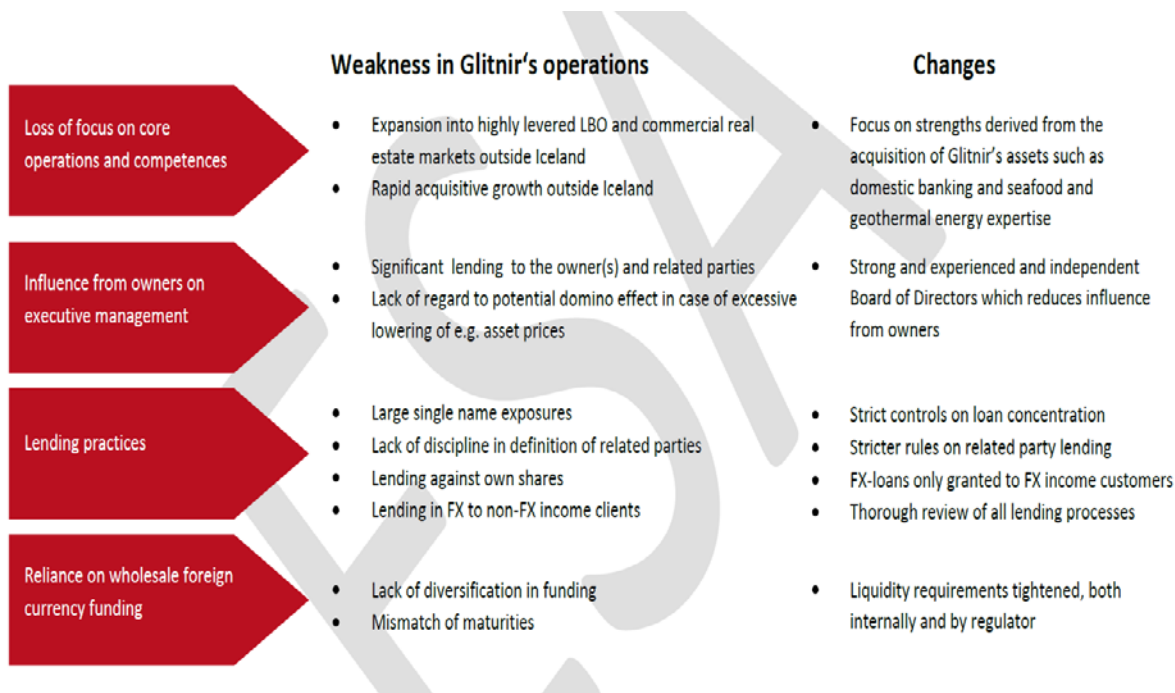 Weakness in Glitnir's operations
Changes
Loss of focus on core
operations and competences
• Expansion into highly levered LBO and commercial real
estate markets outside Iceland
• Rapid acquisitive growth outside Iceland
• Focus on strengths derived from the
acquisition of Glitnir's assets such as
domestic banking and seafood and
geothermal energy expertise
Influence from owners on
executive management
• Significant lending to the owner(s) and related parties
• Lack of regard to potential domino effect in case of excessive
lowering of e.g. asset prices
• Strong and experienced and independent
Board of Directors which reduces influence
from owners
Lending practices
• Large single name exposures
• Lack of discipline in definition of related parties
• Lending against own shares
• Lending in FX to non-FX income clients
• Strict controls on loan concentration
• Stricter rules on related party lending
• FX-loans only granted to FX income customers
• Thorough review of all lending processes
Reliance on wholesale foreign
currency funding
• Lack of diversification in funding
• Mismatch of maturities
• Liquidity requirements tightened, both
internally and by regulator
ESA